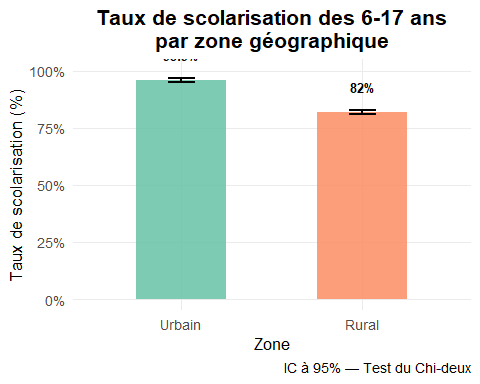 Taux de scolarisation des 6-17 ans
par zone géographique
Taux de scolarisation (%)
100%
75%
50%
25%
0%
82%
Urbain
Rural
Zone
IC à 95% — Test du Chi-deux